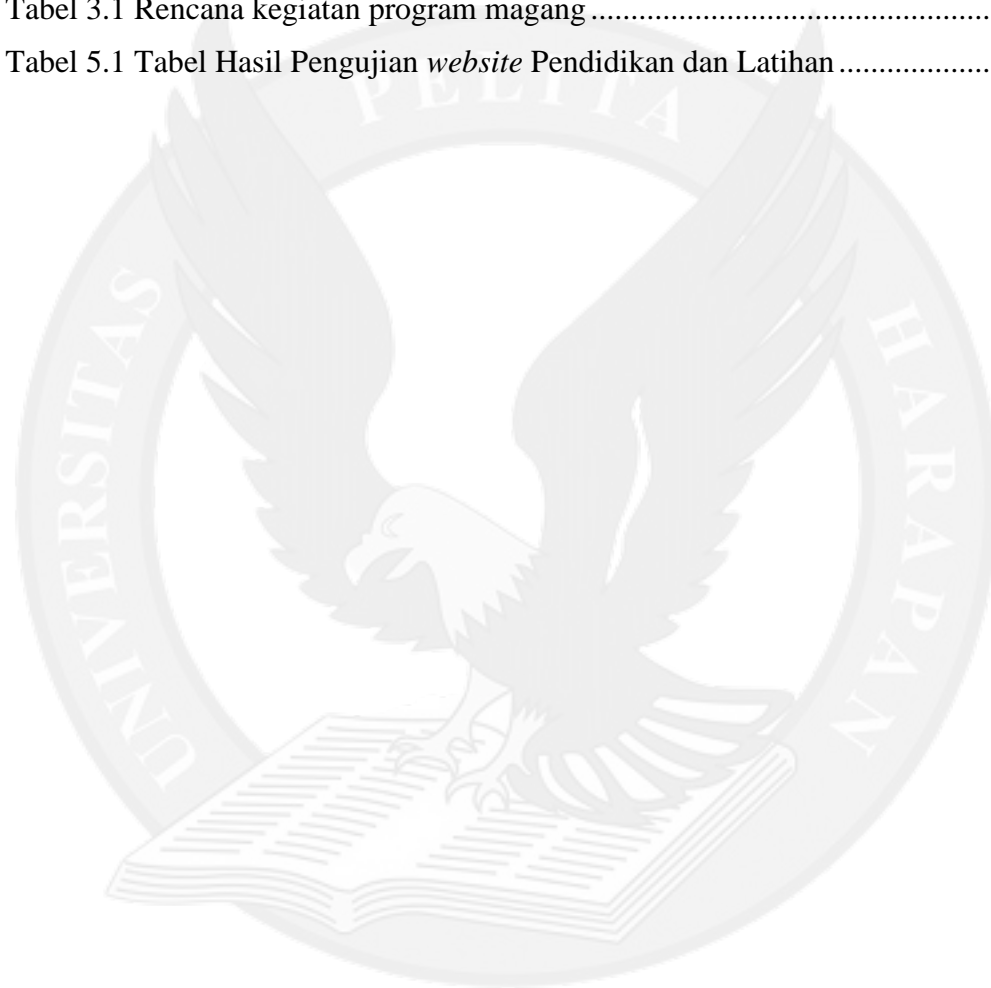 Tabel 3.1 Rencana kegiatan program magang..............................................
Tabel 5.1 Tabel Hasil Pengujian website Pendidikan dan Latihan..................
UNIVERSITAS PELITA HARAPAN